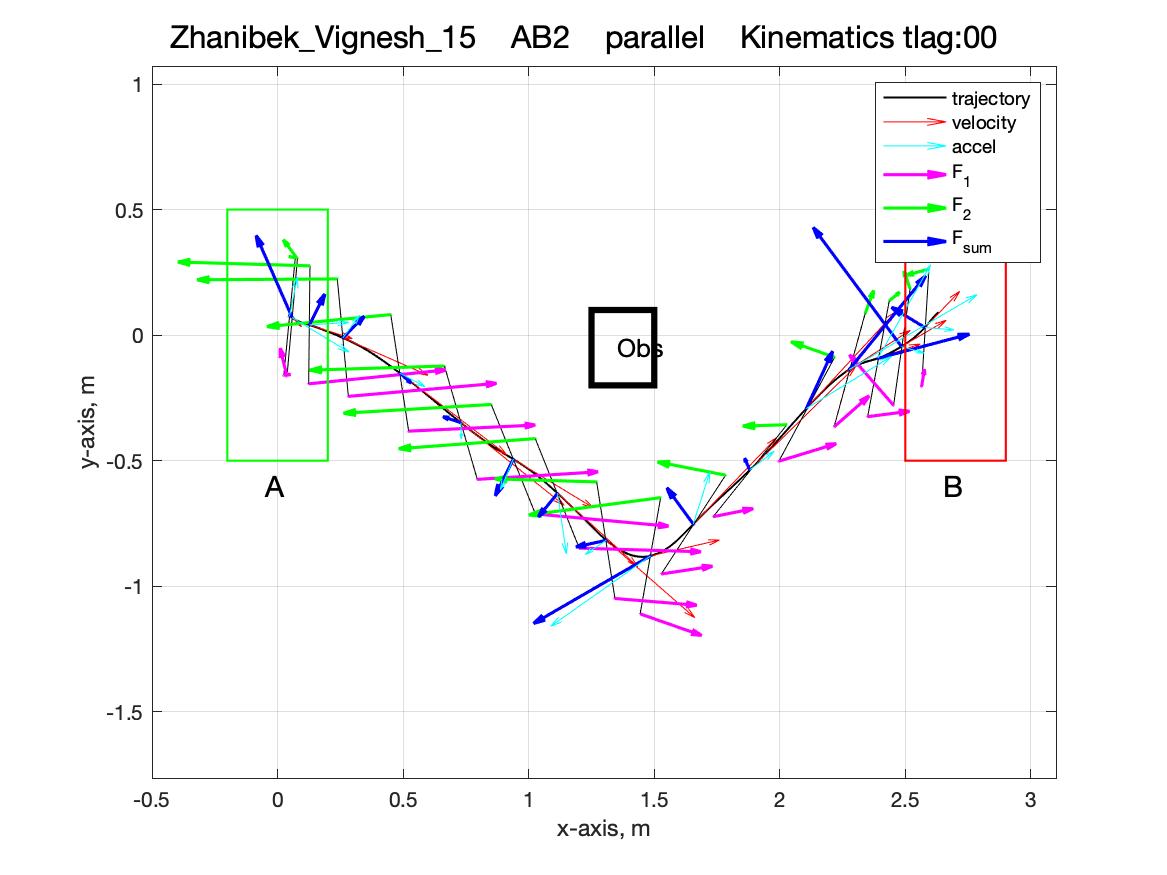 Zhanibek_Vignesh_15 AB2 parallel Kinematics tlag:00
trajectory
velocity
accel
F1
F2
Fsum
1
0.5
0
-0.5
-1
-1.5
y-axis, m
Obs
A
B
-0.5 0 0.5 1 1.5 2 2.5 3
x-axis, m